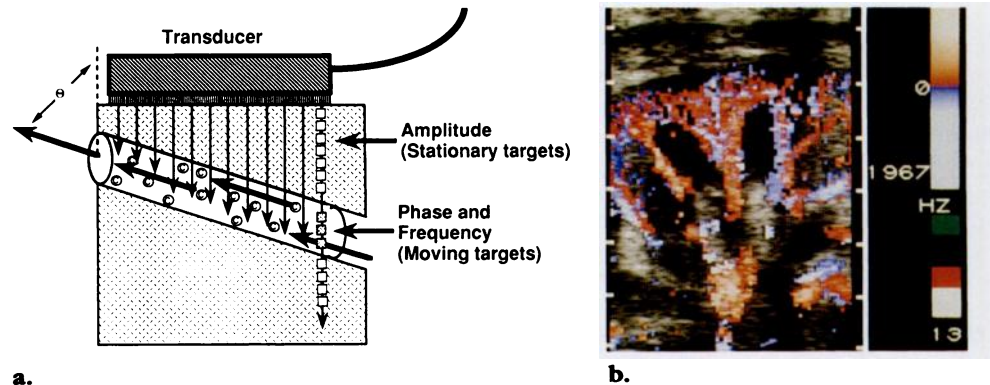 Transducer
Θ
Amplitude
(Stationary targets)
Phase and
Frequency
(Moving targets)
a.
0
1967
HZ
13
b.